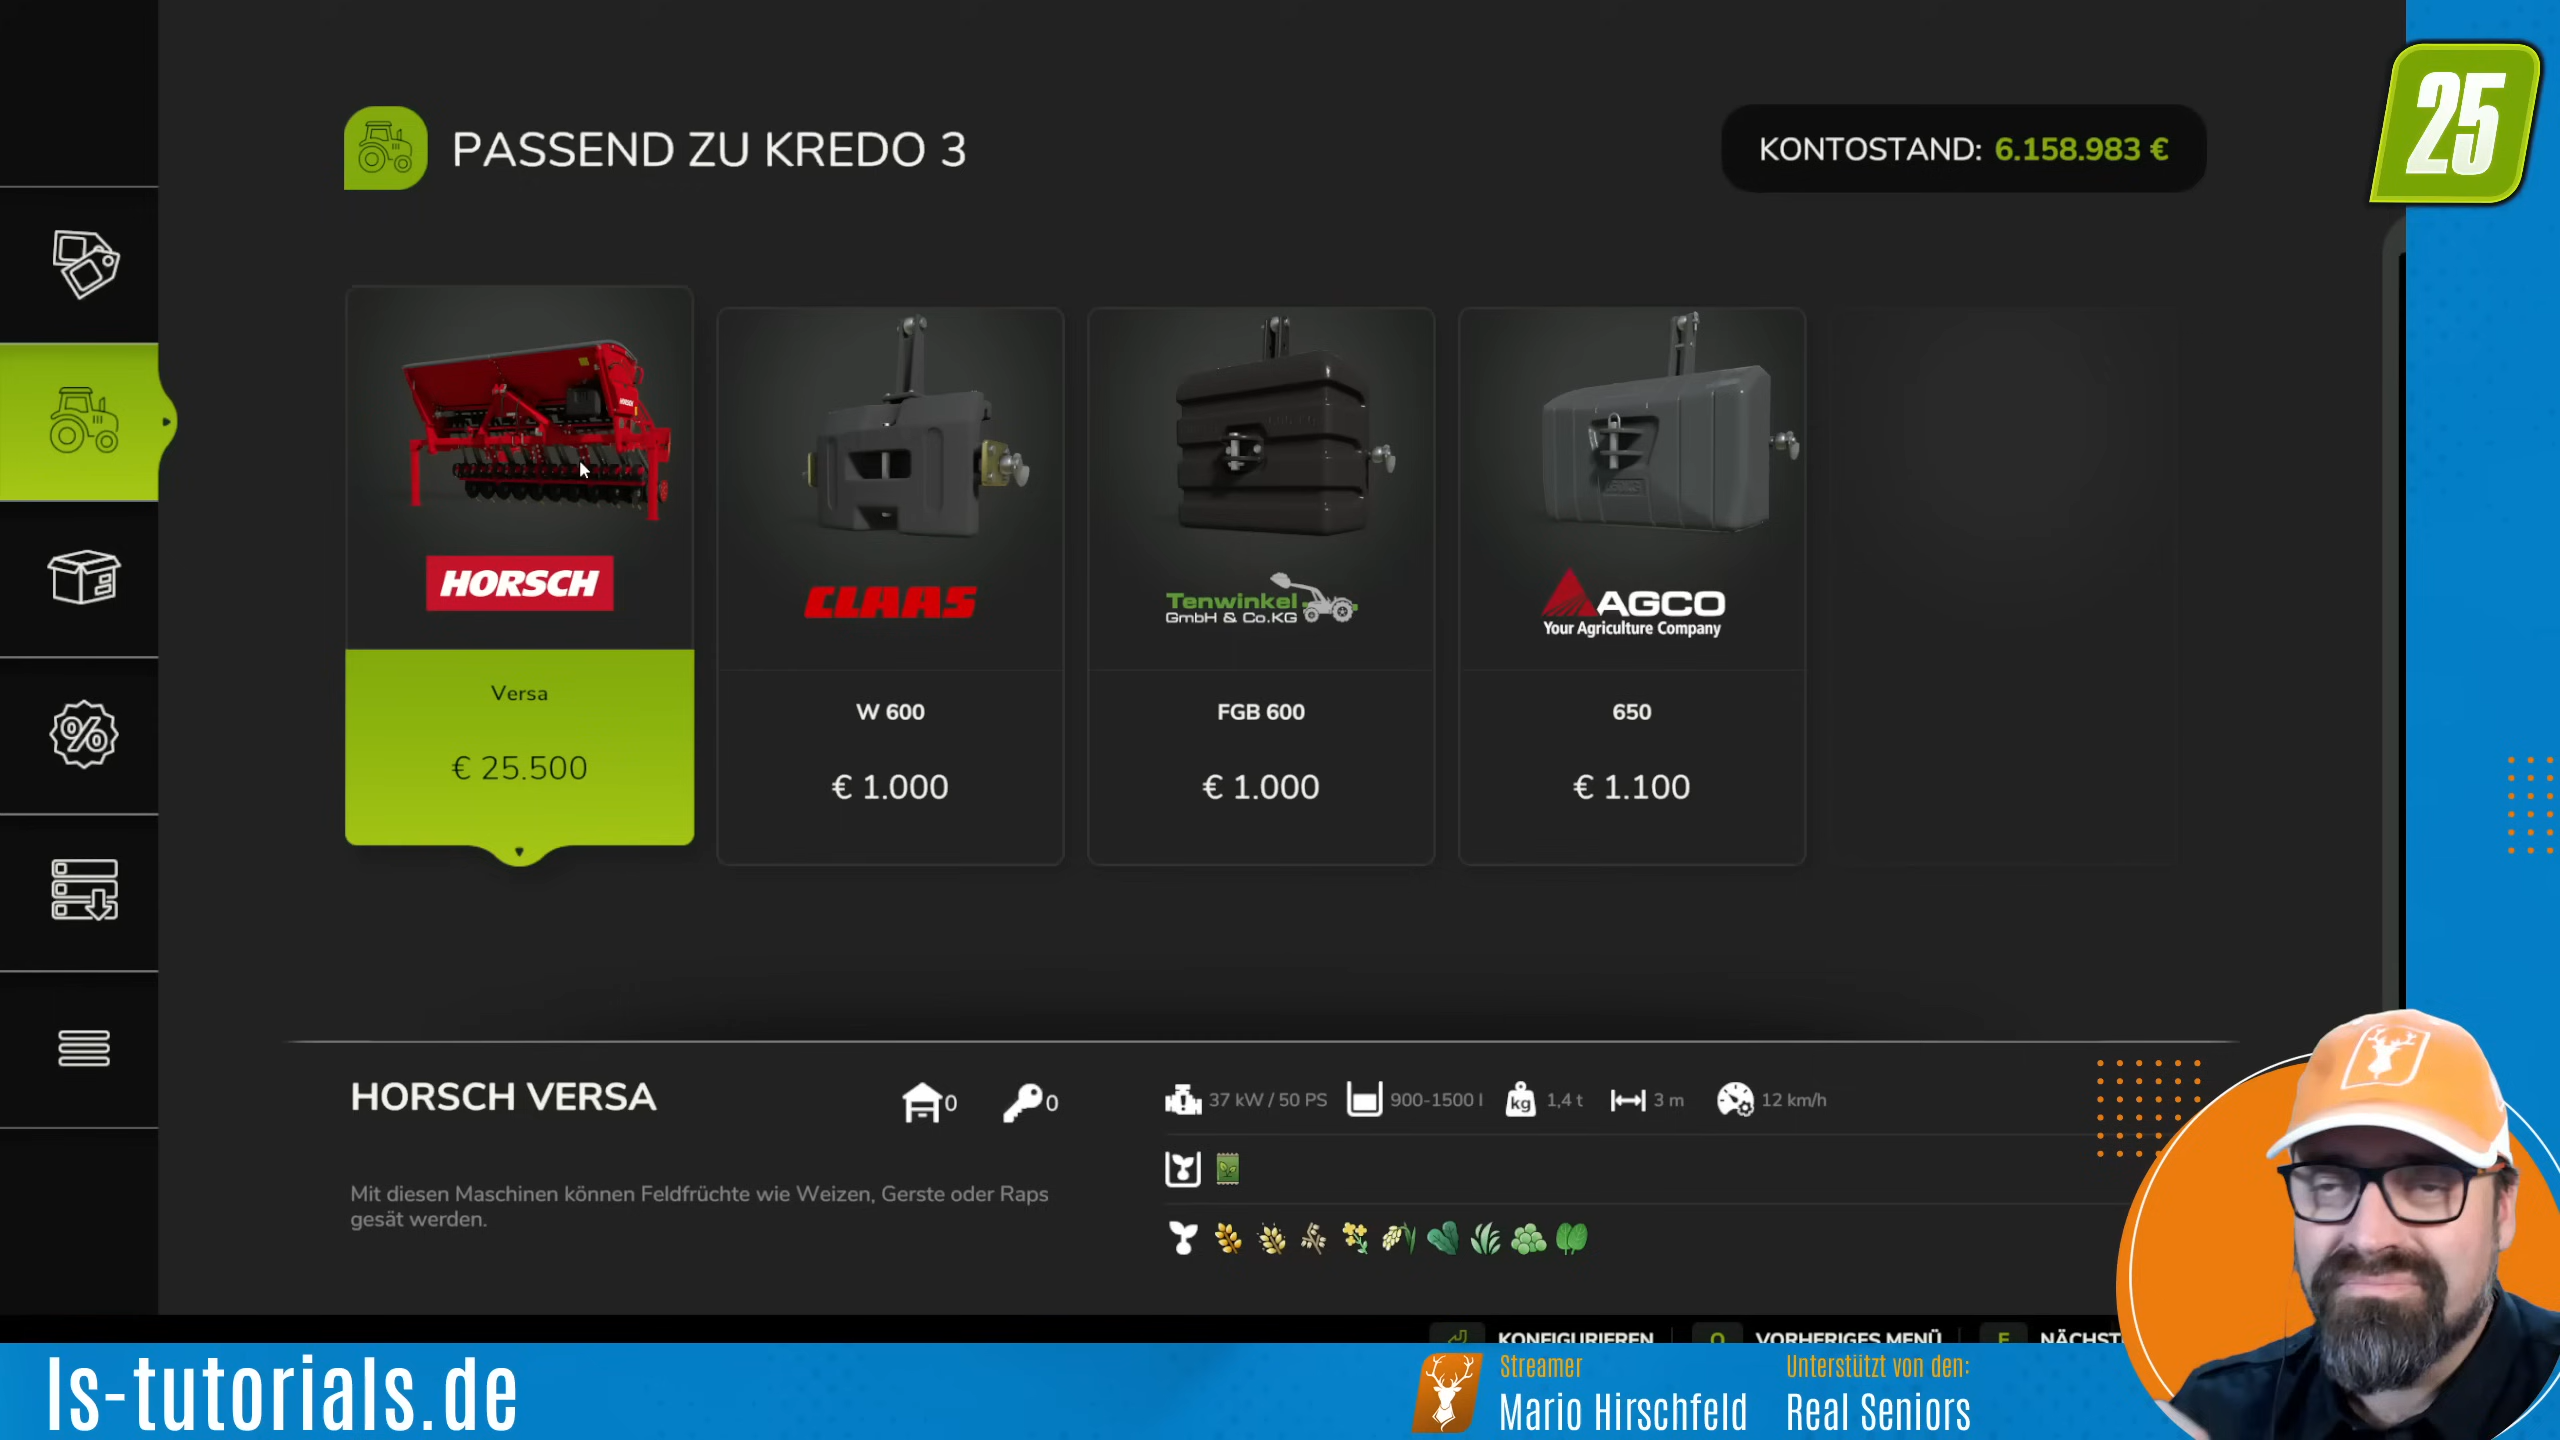 PASSEND ZU KREDO 3
KONTOSTAND: 6.158.983 €
25
HORSCH
Versa
€ 25.500
CLAAS
W 600
€ 1.000
Tenwinkel
GmbH & Co.KG
FGB 600
€ 1.000
AGCO
Your Agriculture Company
650
€ 1.100
HORSCH VERSA
0
0
37 kW / 50 PS
900-1500 l
kg
1,4 t
3 m
12 km/h
Mit diesen Maschinen können Feldfrüchte wie Weizen, Gerste oder Raps
gesät werden.
KONFIGURIEREN
Q
VORHERIGES MENÜ
E
NÄCHST
ls-tutorials.de
Streamer
Mario Hirschfeld
Unterstützt von den:
Real Seniors